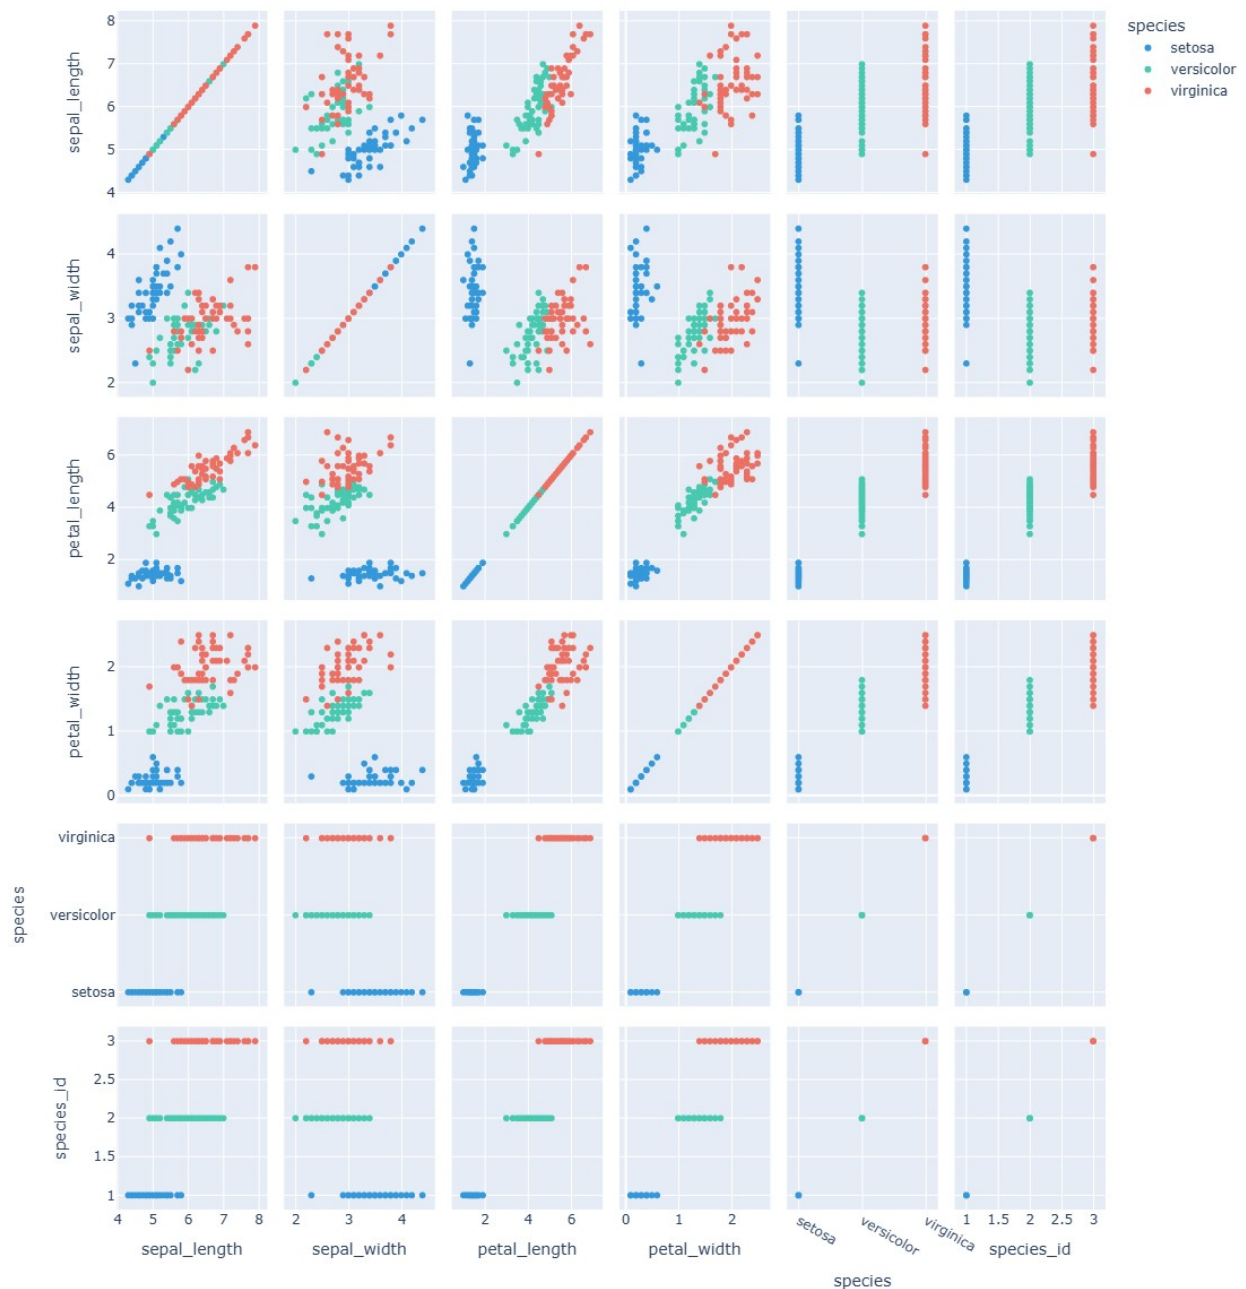 species
setosa
versicolor
virginica
8
7
6
5
4
sepal_length
4
3
2
sepal_width
6
4
2
petal_length
2
1
0
petal_width
virginica
versicolor
setosa
species
3
2.5
2
1.5
1
species_id
4 5 6 7 8
2 3 4
2 4 6
0 1 2
setosa versicolor virginica
1 1.5 2 2.5 3
sepal_length sepal_width petal_length petal_width species species_id